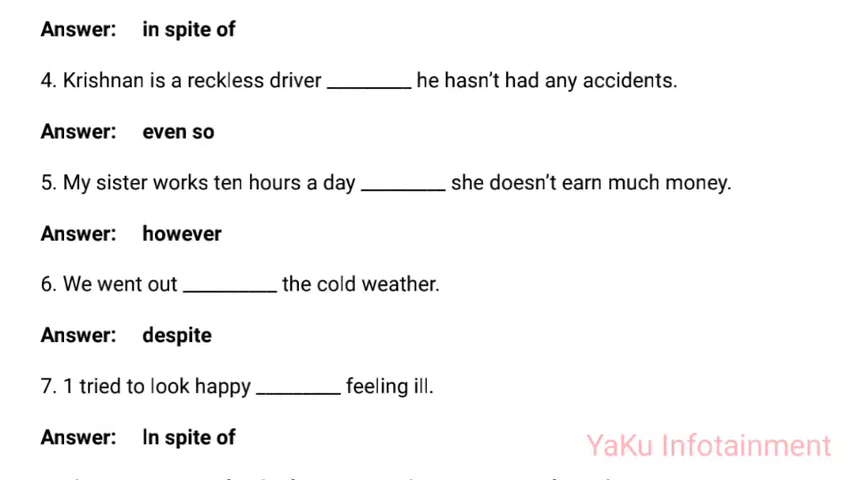 Answer: in spite of
4. Krishnan is a reckless driver ________ he hasn't had any accidents.
Answer: even so
5. My sister works ten hours a day ________ she doesn't earn much money.
Answer: however
6. We went out _________ the cold weather.
Answer: despite
7. 1 tried to look happy ________ feeling ill.
Answer: In spite of
YaKu Infotainment